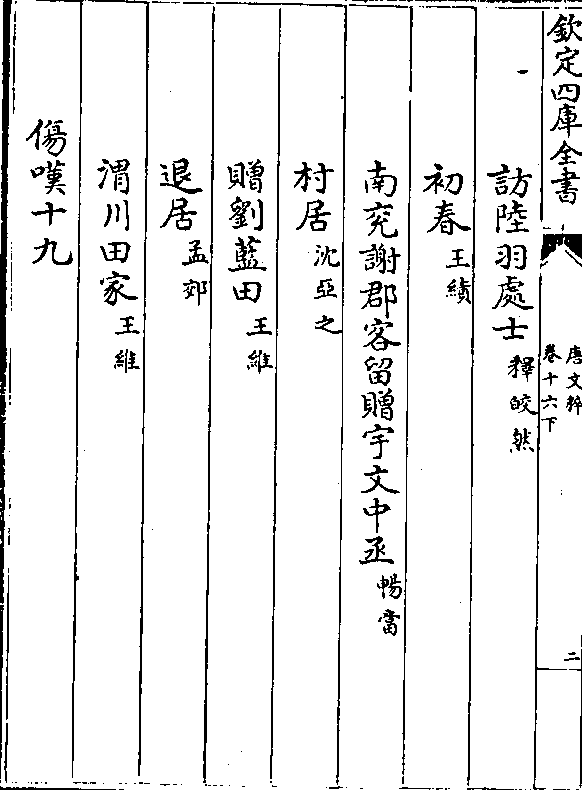 欽定四庫全書
唐文粹
卷十六下
二
訪陸羽處士 釋皎然
初春 王績
南兖謝郡客留贈宇文中丞 暢當
村居 沈亞之
贈劉藍田 王維
退居 孟郊
渭川田家 王維
傷嘆十九